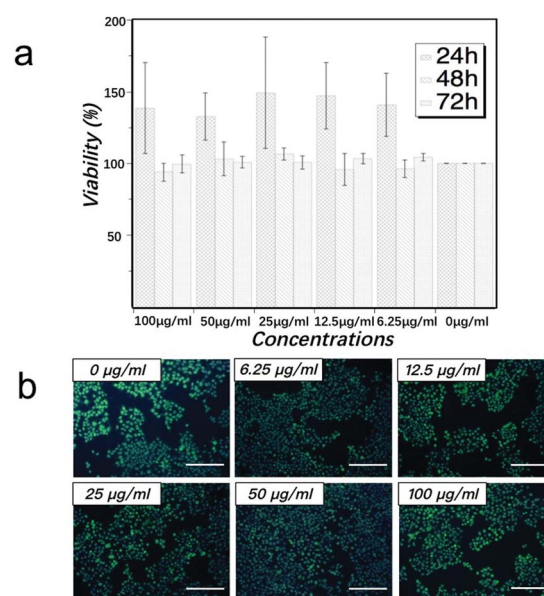 a
200
150
100
50
Viability (%)
24h
48h
72h
100µg/ml 50µg/ml 25µg/ml 12.5µg/ml 6.25µg/ml 0µg/ml
Concentrations
b
0 µg/ml 6.25 µg/ml 12.5 µg/ml
25 µg/ml 50 µg/ml 100 µg/ml